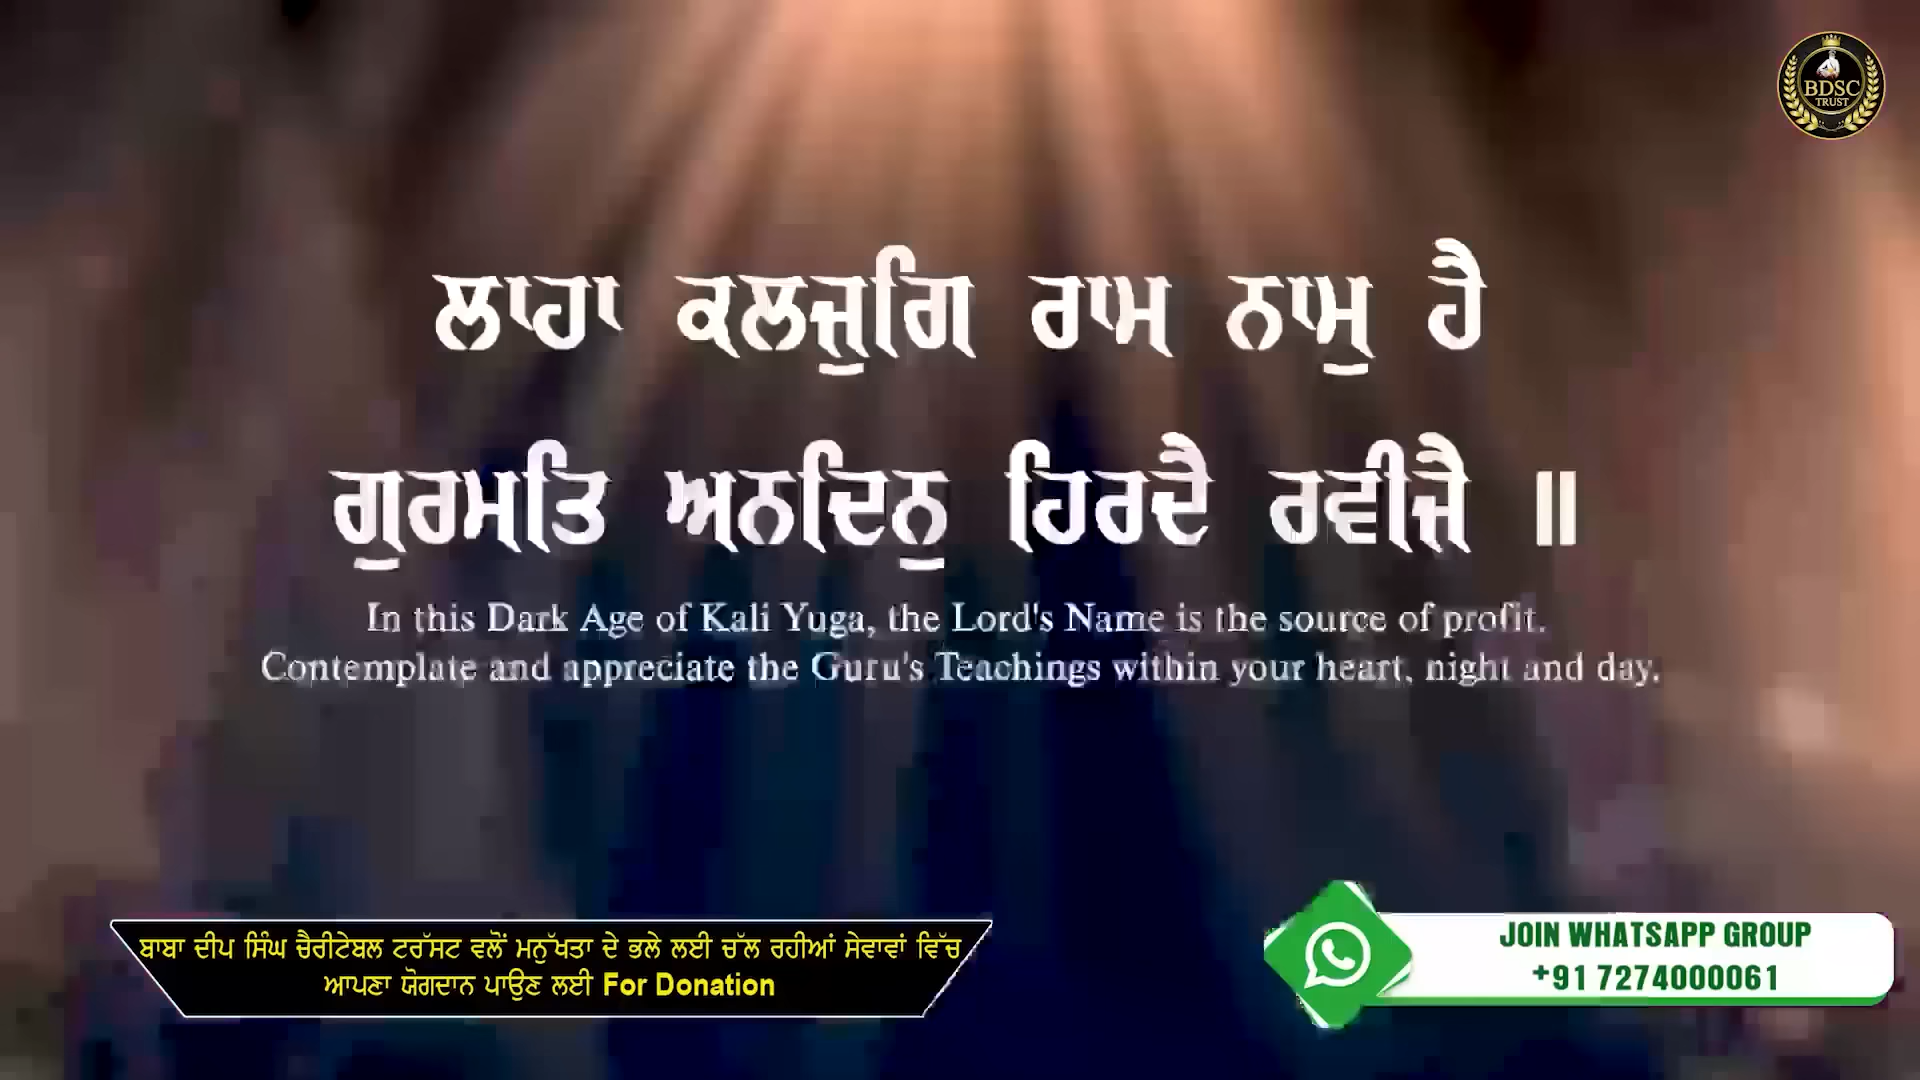 BDSC
TRUST
ਲਾਹਾ ਕਲਜੁਗਿ ਰਾਮ ਨਾਮੁ ਹੈ
ਗੁਰਮਤਿ ਅਨਦਿਨੁ ਹਿਰਦੈ ਰਵੀਜੈ ॥
In this Dark Age of Kali Yuga, the Lord's Name is the source of profit.
Contemplate and appreciate the Guru's Teachings within your heart, night and day.
ਬਾਬਾ ਦੀਪ ਸਿੰਘ ਚੈਰੀਟੇਬਲ ਟਰੱਸਟ ਵਲੋਂ ਮਨੁੱਖਤਾ ਦੇ ਭਲੇ ਲਈ ਚੱਲ ਰਹੀਆਂ ਸੇਵਾਵਾਂ ਵਿੱਚ
ਆਪਣਾ ਯੋਗਦਾਨ ਪਾਉਣ ਲਈ For Donation
JOIN WHATSAPP GROUP
+91 7274000061